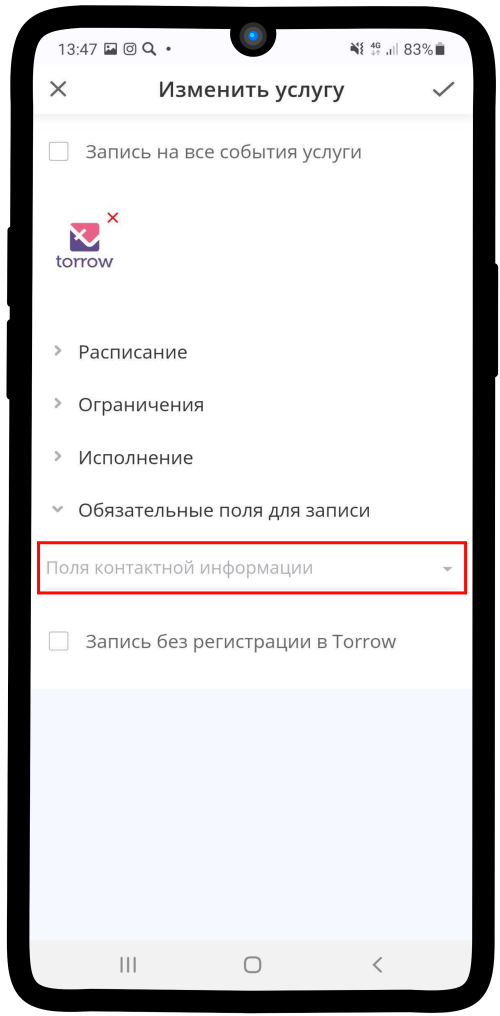 13:47
4G
83%
Изменить услугу
Запись на все события услуги
torrow
Расписание
Ограничения
Исполнение
Обязательные поля для записи
Поля контактной информации
Запись без регистрации в Torrow